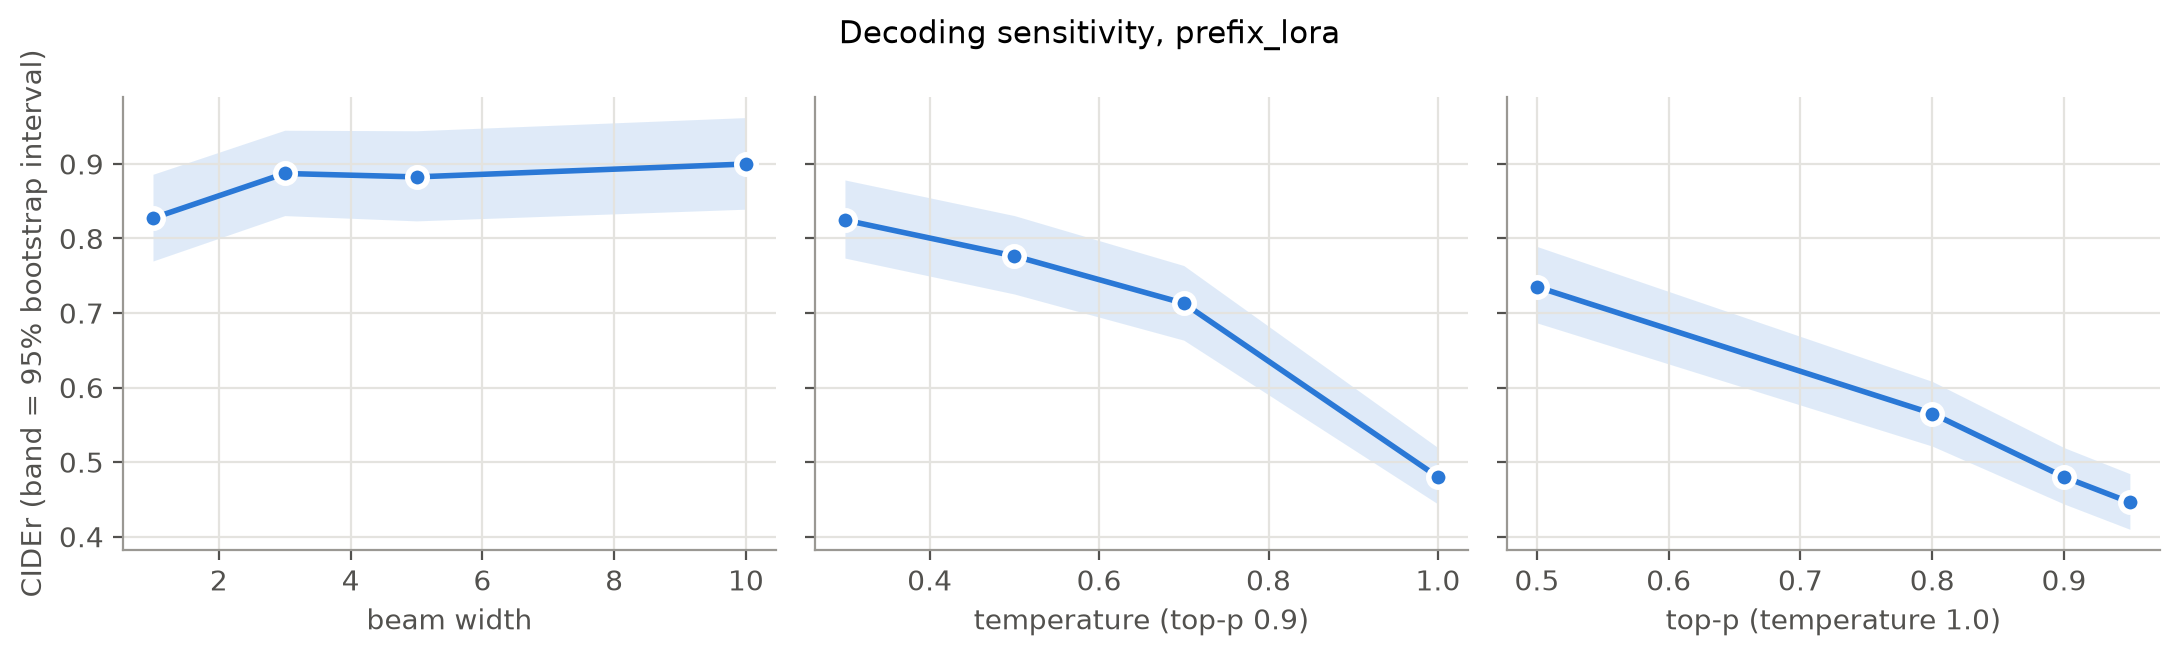 Decoding sensitivity, prefix_lora
CIDEr (band = 95% bootstrap interval)
0.9
0.8
0.7
0.6
0.5
0.4
2 4 6 8 10
beam width
0.4 0.6 0.8 1.0
temperature (top-p 0.9)
0.5 0.6 0.7 0.8 0.9
top-p (temperature 1.0)